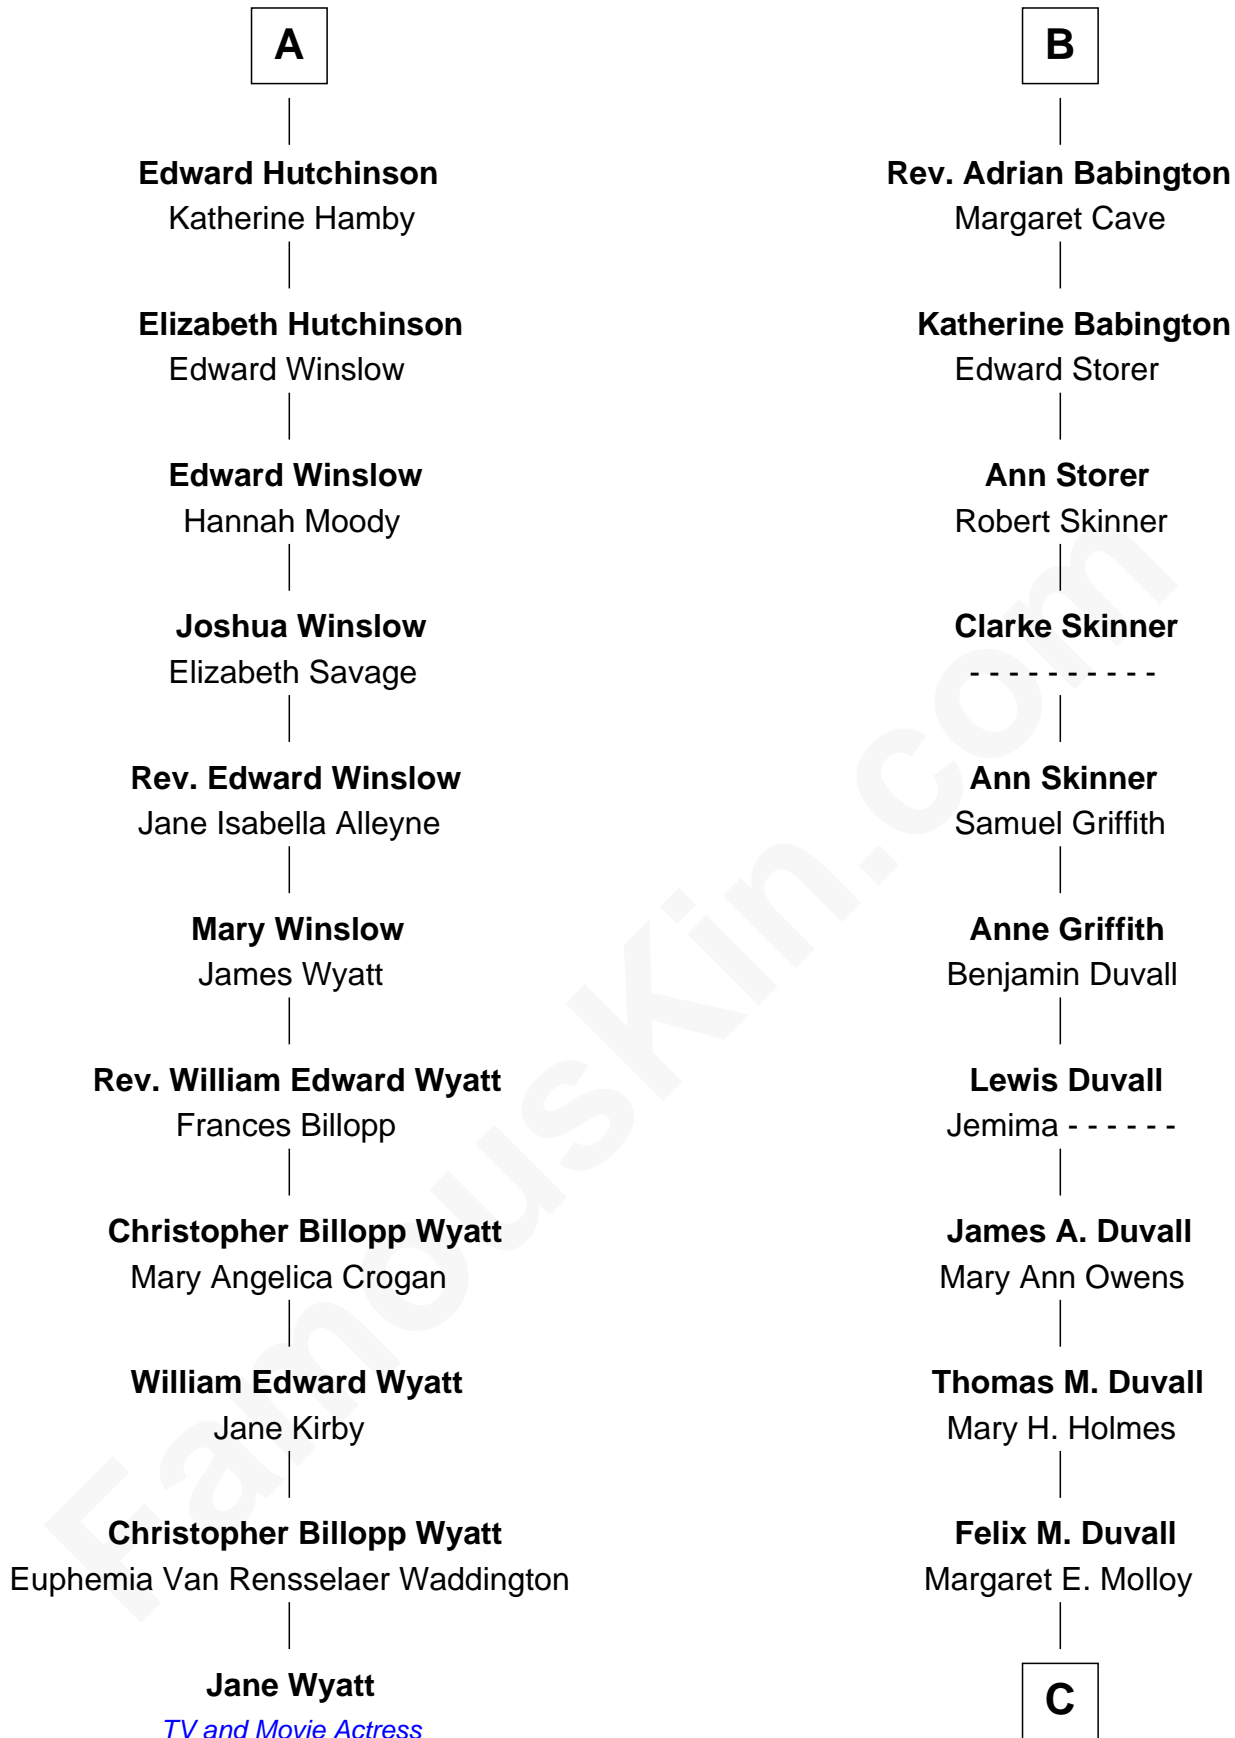 A
Edward Hutchinson
Katherine Hamby
Elizabeth Hutchinson
Edward Winslow
Edward Winslow
Hannah Moody
Joshua Winslow
Elizabeth Savage
Rev. Edward Winslow
Jane Isabella Alleyne
Mary Winslow
James Wyatt
Rev. William Edward Wyatt
Frances Billopp
Christopher Billopp Wyatt
Mary Angelica Crogan
William Edward Wyatt
Jane Kirby
Christopher Billopp Wyatt
Euphemia Van Rensselaer Waddington
Jane Wyatt
TV and Movie Actress
B
Rev. Adrian Babington
Margaret Cave
Katherine Babington
Edward Storer
Ann Storer
Robert Skinner
Clarke Skinner
- - - - - - - - - -
Ann Skinner
Samuel Griffith
Anne Griffith
Benjamin Duvall
Lewis Duvall
Jemima - - - - - -
James A. Duvall
Mary Ann Owens
Thomas M. Duvall
Mary H. Holmes
Felix M. Duvall
Margaret E. Molloy
C
FamousKin.com